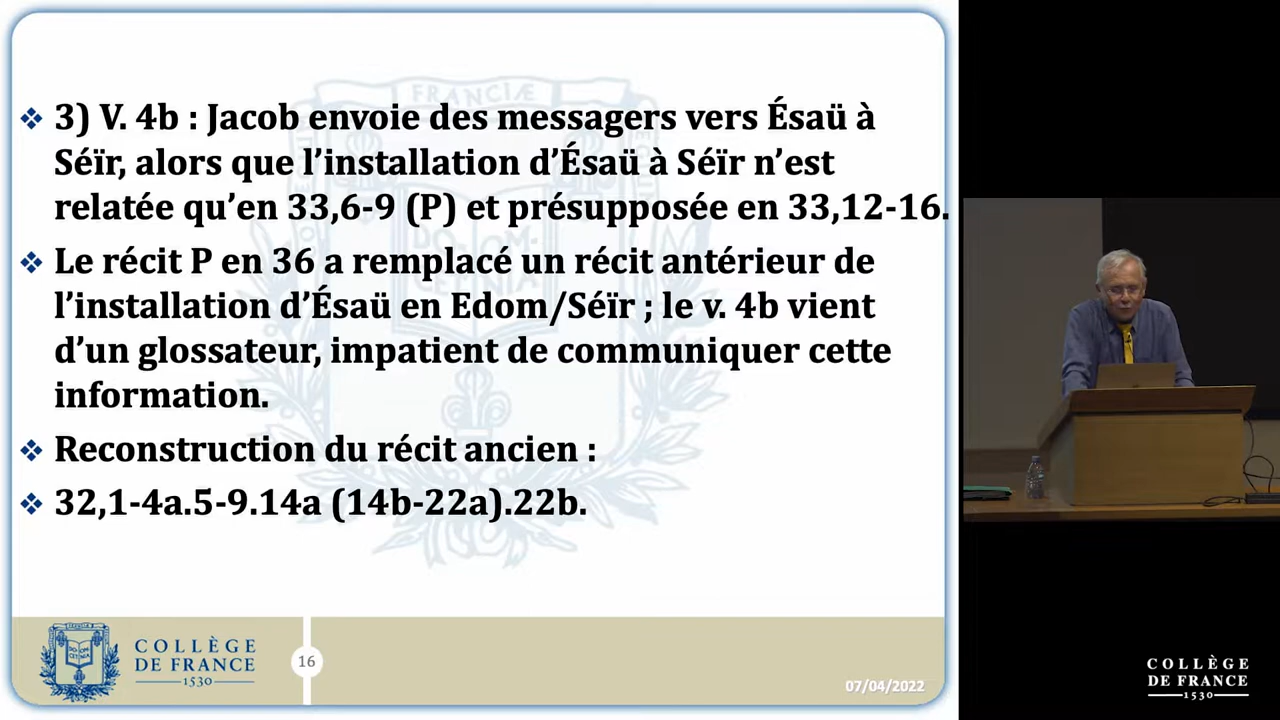 ❖ 3) V. 4b : Jacob envoie des messagers vers Ésaü à
Séïr, alors que l’installation d’Ésaü à Séïr n’est
relatée qu’en 33,6-9 (P) et présupposée en 33,12-16.
❖ Le récit P en 36 a remplacé un récit antérieur de
l’installation d’Ésaü en Edom/Séïr ; le v. 4b vient
d’un glossateur, impatient de communiquer cette
information.
❖ Reconstruction du récit ancien :
❖ 32,1-4a.5-9.14a (14b-22a).22b.
COLLÈGE
DE FRANCE
1530
16
07/04/2022
COLLÈGE
DE FRANCE
1530